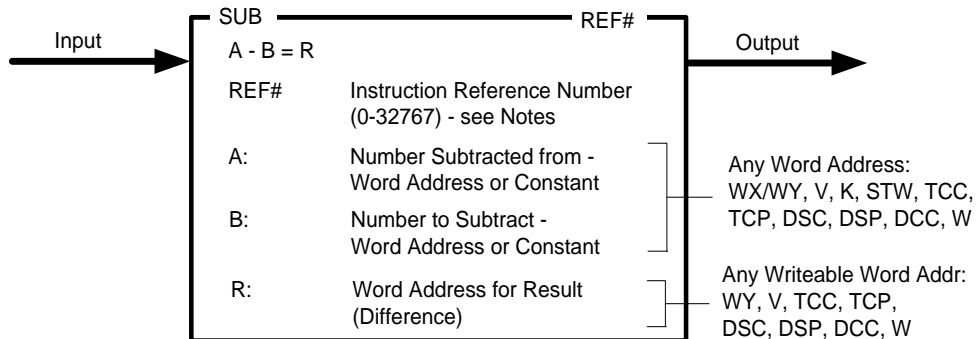 SUB REF#
Input
Output
A - B = R
REF# Instruction Reference Number
(0-32767) - see Notes
A: Number Subtracted from -
Word Address or Constant
B: Number to Subtract -
Word Address or Constant
Any Word Address:
WX/WY, V, K, STW, TCC,
TCP, DSC, DSP, DCC, W
R: Word Address for Result
(Difference)
Any Writeable Word Addr:
WY, V, TCC, TCP,
DSC, DSP, DCC, W